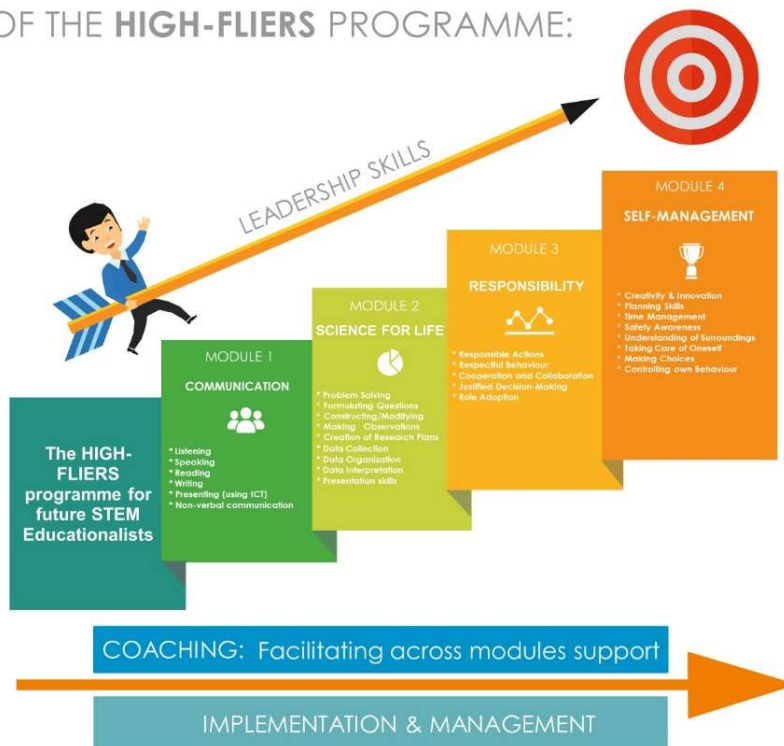 OF THE HIGH-FLIERS PROGRAMME:
LEADERSHIP SKILLS
The HIGH-
FLIERS
programme for
future STEM
Educationalists
MODULE 1
COMMUNICATION
* Listening
* Speaking
* Reading
* Writing
* Presenting (using ICT)
* Non-verbal communication
MODULE 2
SCIENCE FOR LIFE
* Problem Solving
* Formulating Questions
* Constructing/Modifying
* Making Observations
* Creation of Research Plans
* Data Collection
* Data Organization
* Data Interpretation
* Presentation skills
MODULE 3
RESPONSIBILITY
* Responsible Actions
* Respectful Behaviour
* Cooperation and Collaboration
* Justified Decision-Making
* Role Adoption
MODULE 4
SELF-MANAGEMENT
* Creativity & Innovation
* Planning Skills
* Time Management
* Safety Awareness
* Understanding of Surroundings
* Taking Care of Oneself
* Making Choices
* Controlling own Behaviour
COACHING: Facilitating across modules support
IMPLEMENTATION & MANAGEMENT